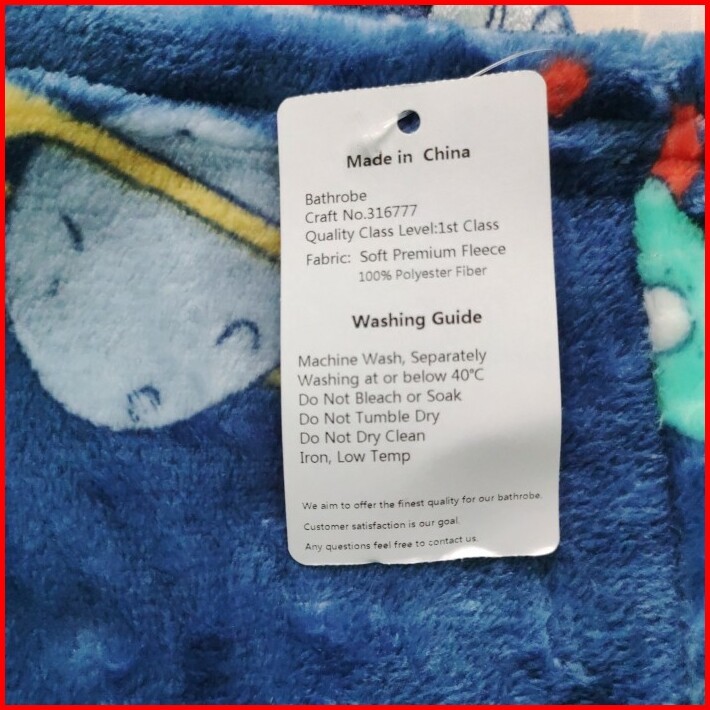 Made in China
Bathrobe
Craft No.316777
Quality Class Level:1st Class
Fabric: Soft Premium Fleece
100% Polyester Fiber
Washing Guide
Machine Wash, Separately
Washing at or below 40℃
Do Not Bleach or Soak
Do Not Tumble Dry
Do Not Dry Clean
Iron, Low Temp
We aim to offer the finest quality for our bathrobe.
Customer satisfaction is our goal.
Any questions feel free to contact us.